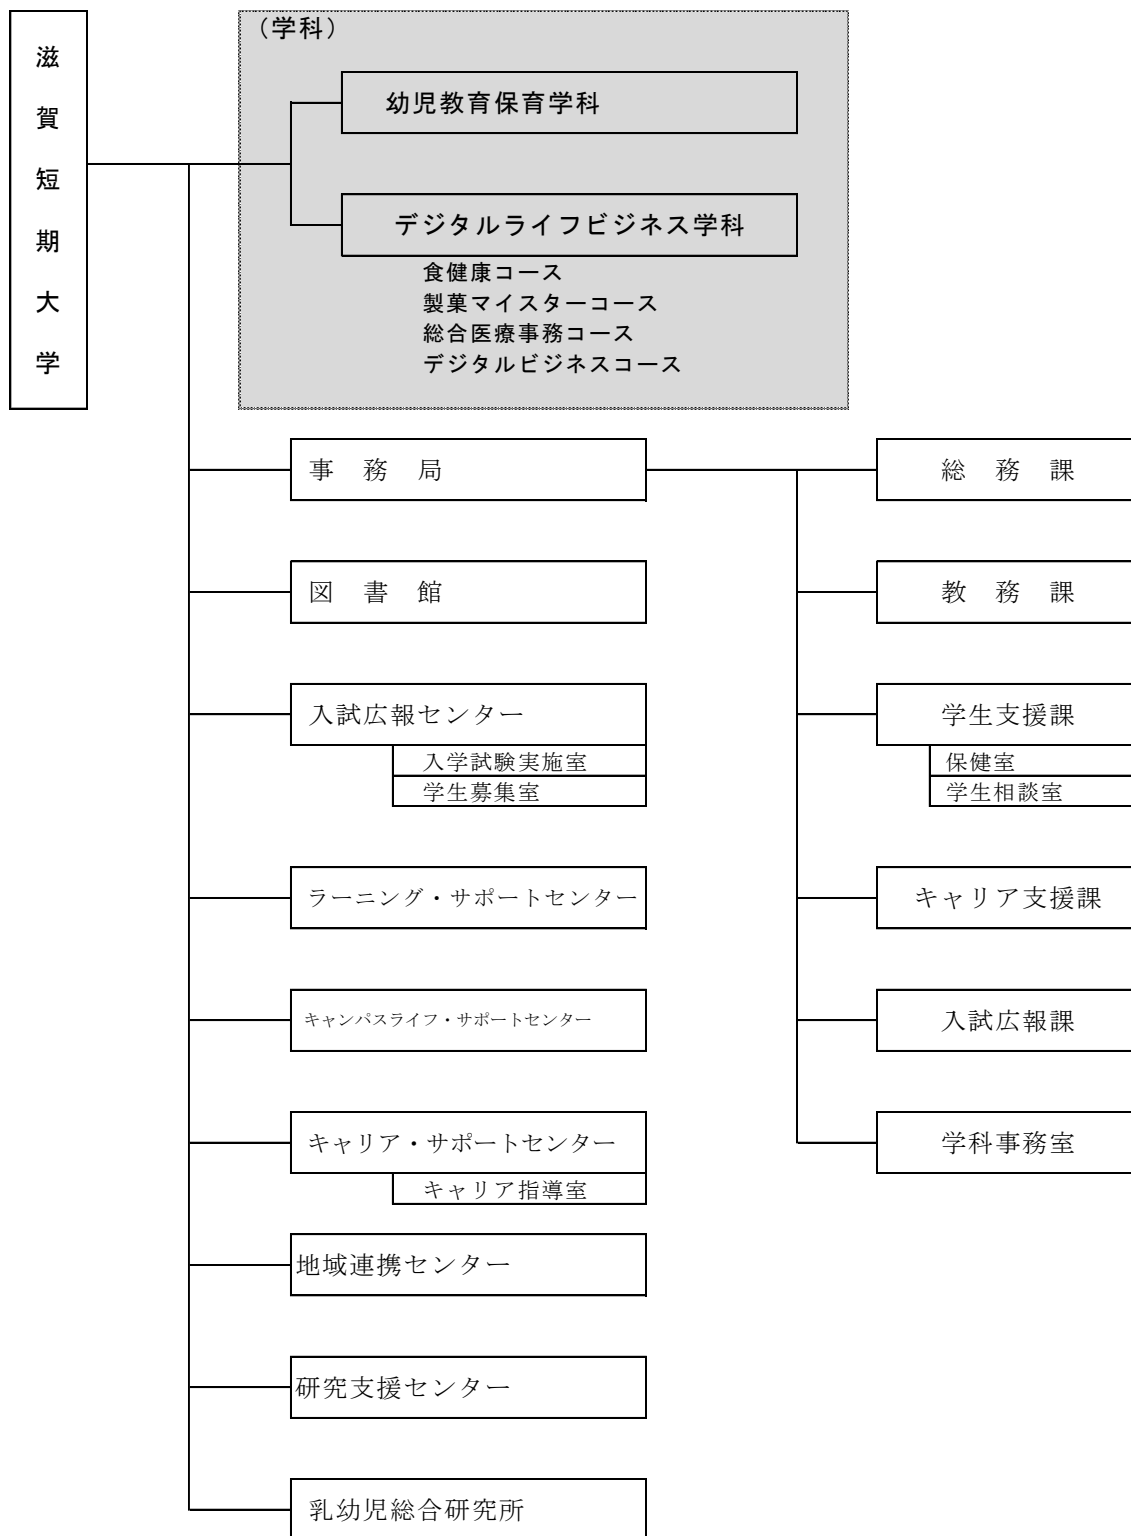 滋賀短期大学
(学科)
幼児教育保育学科
デジタルライフビジネス学科
食健康コース
製菓マイスターコース
総合医療事務コース
デジタルビジネスコース
事　務　局
総　務　課
図　書　館
教　務　課
入試広報センター
入学試験実施室
学生募集室
学生支援課
保健室
学生相談室
ラーニング・サポートセンター
キャリア支援課
キャンパスライフ・サポートセンター
入試広報課
キャリア・サポートセンター
キャリア指導室
学科事務室
地域連携センター
研究支援センター
乳幼児総合研究所